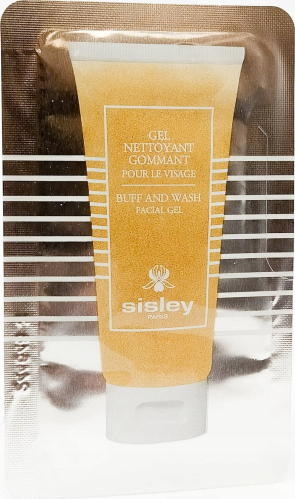 GEL
NETTOYANT
GOMMANT
POUR LE VISAGE
BUFF AND WASH
FACIAL GEL
sisley
PARIS